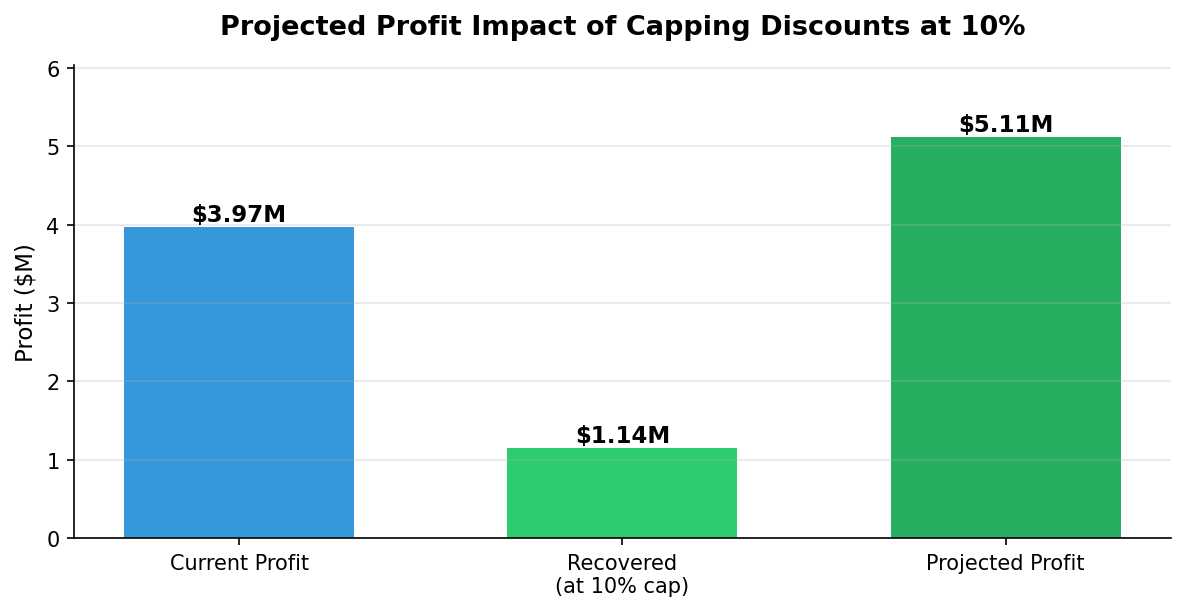 Projected Profit Impact of Capping Discounts at 10%
Profit ($M)
6
5
4
3
2
1
0
$3.97M
$1.14M
$5.11M
Current Profit
Recovered
(at 10% cap)
Projected Profit